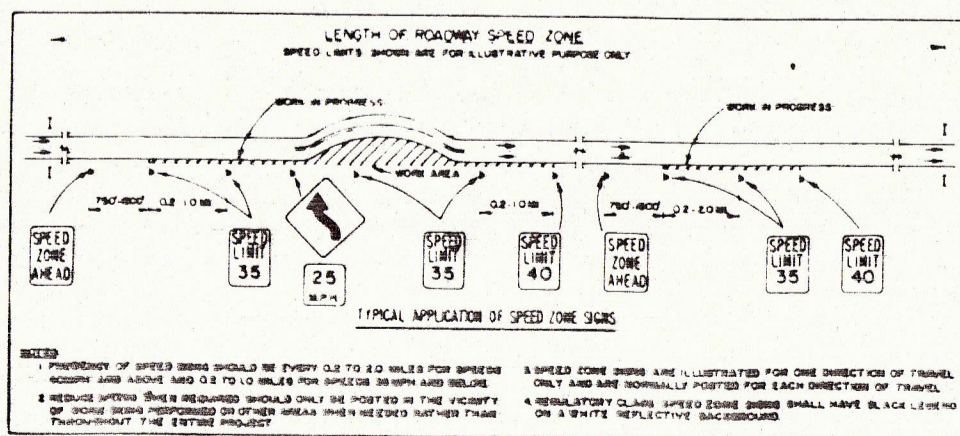 LENGTH OF ROADWAY SPEED ZONE
SPEED LIMITS SHOWN ARE FOR ILLUSTRATIVE PURPOSE ONLY
WORK IN PROGRESS
WORK IN PROGRESS
WORK AREA
0.2-1.0 MI.
0.2-1.0 MI.
0.2-2.0 MI.
SPEED
ZONE
AHEAD
SPEED
LIMIT
35
25
M.P.H.
SPEED
LIMIT
35
SPEED
LIMIT
40
SPEED
ZONE
AHEAD
SPEED
LIMIT
35
SPEED
LIMIT
40
TYPICAL APPLICATION OF SPEED ZONE SIGNS
NOTES
1 FREQUENCY OF SPEED SIGNS SHOULD BE EVERY 0.2 TO 2.0 MILES FOR SPEEDS
AND ABOVE AND 0.2 TO 1.0 MILES FOR SPEEDS MPH AND BELOW
2 REDUCE SPEEDS WHEN REQUIRED SHOULD ONLY BE POSTED IN THE VICINITY
OF WORK BEING PERFORMED OR OTHER AREAS WHEN NEEDED RATHER THAN
THROUGHOUT THE ENTIRE PROJECT
3 SPEED ZONE SIGNS ARE ILLUSTRATED FOR ONE DIRECTION OF TRAVEL
ONLY AND ARE NORMALLY POSTED FOR EACH DIRECTION OF TRAVEL
4 REGULATORY CLASS SPEED ZONE SIGNS SHALL HAVE BLACK LEGEND
ON A WHITE REFLECTIVE BACKGROUND